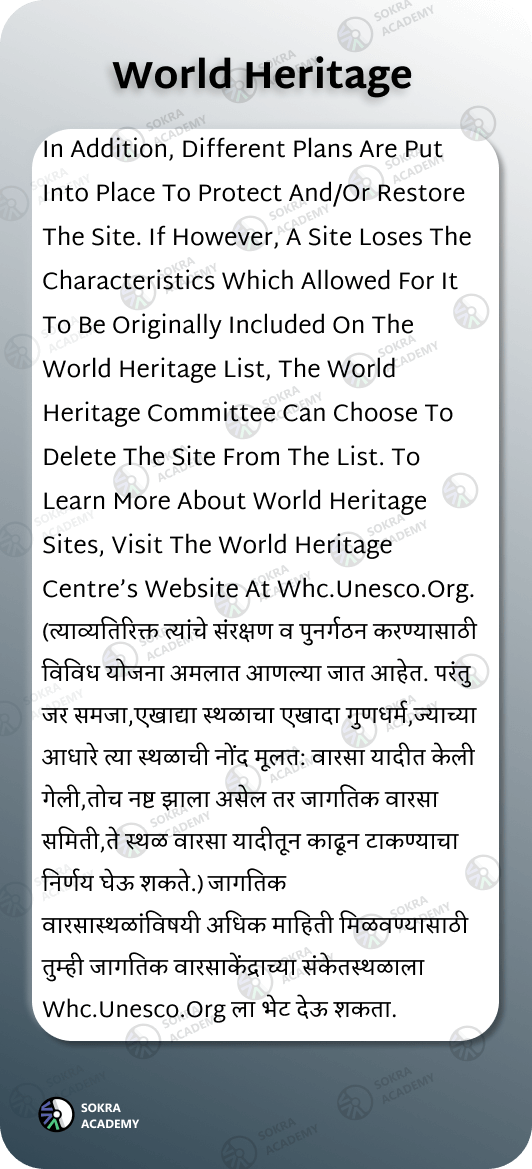 World Heritage
In Addition, Different Plans Are Put
Into Place To Protect And/Or Restore
The Site. If However, A Site Loses The
Characteristics Which Allowed For It
To Be Originally Included On The
World Heritage List, The World
Heritage Committee Can Choose To
Delete The Site From The List. To
Learn More About World Heritage
Sites, Visit The World Heritage
Centre’s Website At Whc.Unesco.Org.
(त्याव्यतिरिक्त त्यांचे संरक्षण व पुनर्गठन करण्यासाठी
विविध योजना अमलात आणल्या जात आहेत. परंतु
जर समजा,एखाद्या स्थळाचा एखादा गुणधर्म,ज्याच्या
आधारे त्या स्थळाची नोंद मूलत: वारसा यादीत केली
गेली,तोच नष्ट झाला असेल तर जागतिक वारसा
समिती,ते स्थळ वारसा यादीतून काढून टाकण्याचा
निर्णय घेऊ शकते.) जागतिक
वारसास्थळांविषयी अधिक माहिती मिळवण्यासाठी
तुम्ही जागतिक वारसाकेंद्राच्या संकेतस्थळाला
Whc.Unesco.Org ला भेट देऊ शकता.
SOKRA
ACADEMY